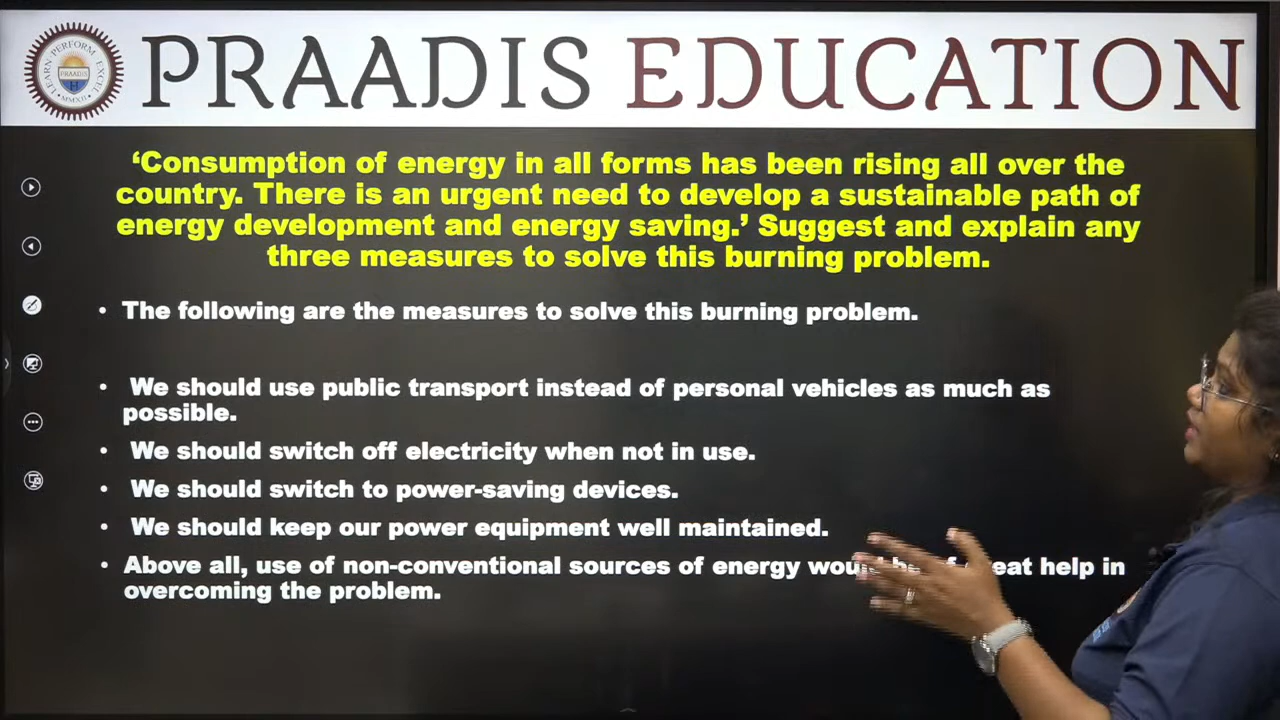 LEARN PERFORM EXCEL
PRAADIS
MMXII
PRAADIS EDUCATION
‘Consumption of energy in all forms has been rising all over the
country. There is an urgent need to develop a sustainable path of
energy development and energy saving.’ Suggest and explain any
three measures to solve this burning problem.
• The following are the measures to solve this burning problem.
• We should use public transport instead of personal vehicles as much as
possible.
• We should switch off electricity when not in use.
• We should switch to power-saving devices.
• We should keep our power equipment well maintained.
• Above all, use of non-conventional sources of energy help in
overcoming the problem.